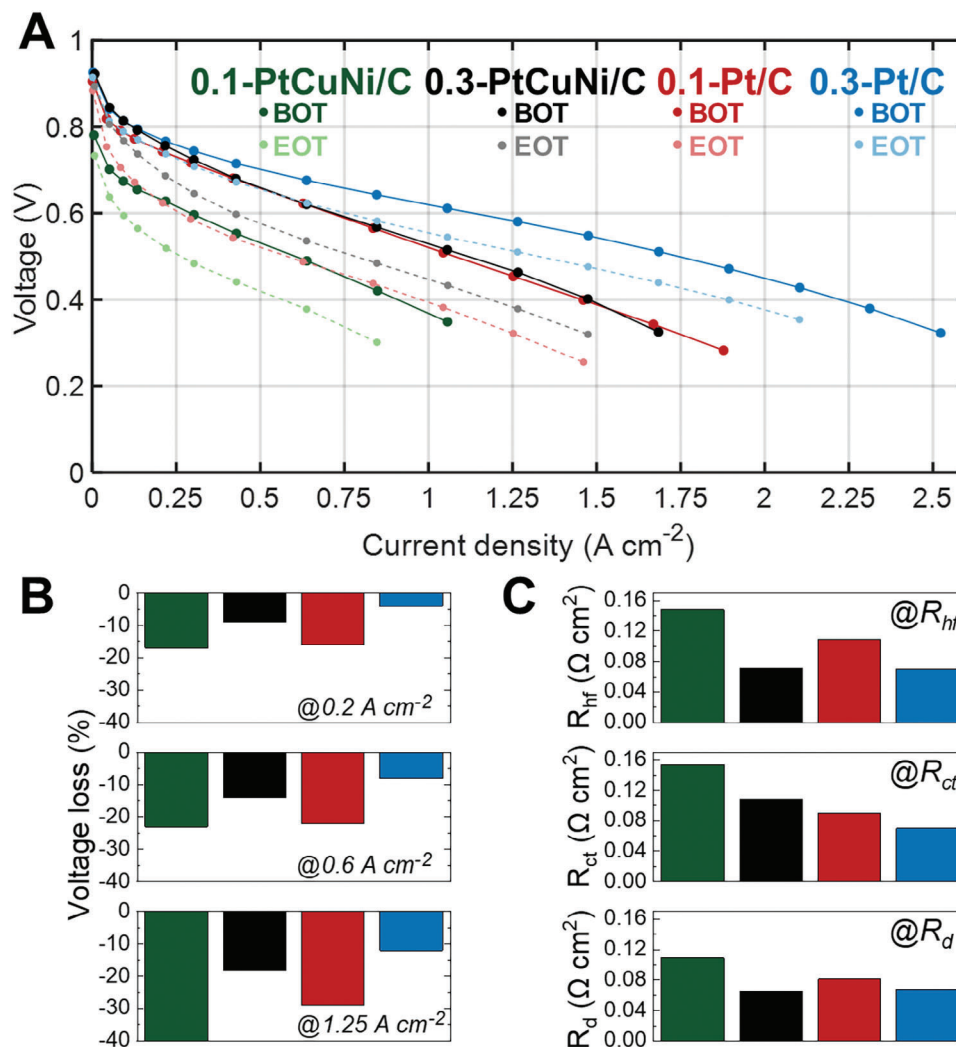 A
1
0.8
0.6
0.4
0.2
0
Voltage (V)
0.1-PtCuNi/C 0.3-PtCuNi/C 0.1-Pt/C 0.3-Pt/C
BOT BOT BOT BOT
EOT EOT EOT EOT
0 0.25 0.5 0.75 1 1.25 1.5 1.75 2 2.25 2.5
Current density (A cm⁻²)
B
Voltage loss (%)
0
-10
-20
-30
-40
@0.2 A cm⁻²
0
-10
-20
-30
-40
@0.6 A cm⁻²
0
-10
-20
-30
-40
@1.25 A cm⁻²
C
R_hf (Ω cm²)
0.16
0.12
0.08
0.04
0.00
@R_hf
R_ct (Ω cm²)
0.16
0.12
0.08
0.04
0.00
@R_ct
R_d (Ω cm²)
0.16
0.12
0.08
0.04
0.00
@R_d